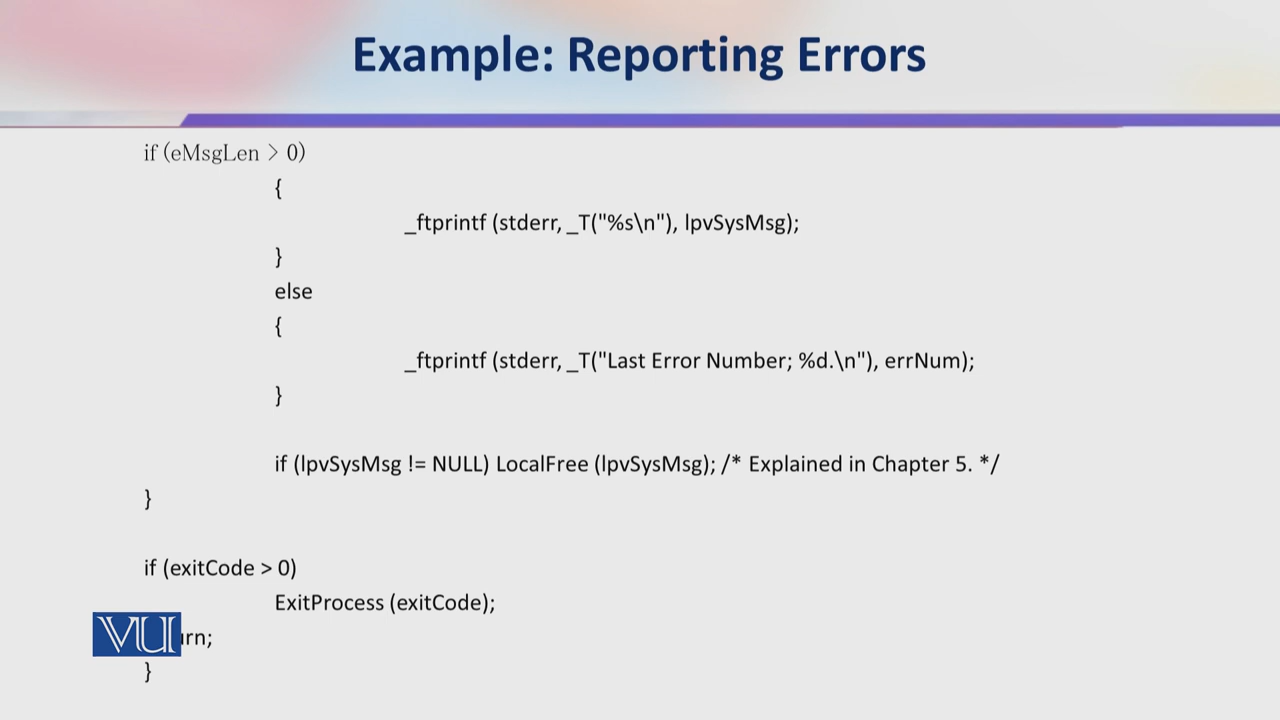 Example: Reporting Errors
if (eMsgLen > 0)
{
_ftprintf (stderr, _T("%s\n"), lpvSysMsg);
}
else
{
_ftprintf (stderr, _T("Last Error Number; %d.\n"), errNum);
}
if (lpvSysMsg != NULL) LocalFree (lpvSysMsg); /* Explained in Chapter 5. */
}
if (exitCode > 0)
ExitProcess (exitCode);
VU
}